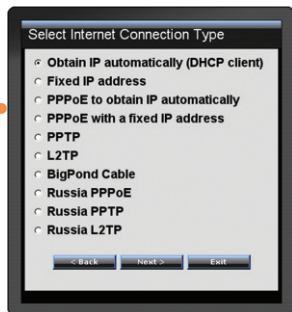 Select Internet Connection Type
Obtain IP automatically (DHCP client)
Fixed IP address
PPPoE to obtain IP automatically
PPPoE with a fixed IP address
PPTP
L2TP
BigPond Cable
Russia PPPoE
Russia PPTP
Russia L2TP
< Back Next > Exit